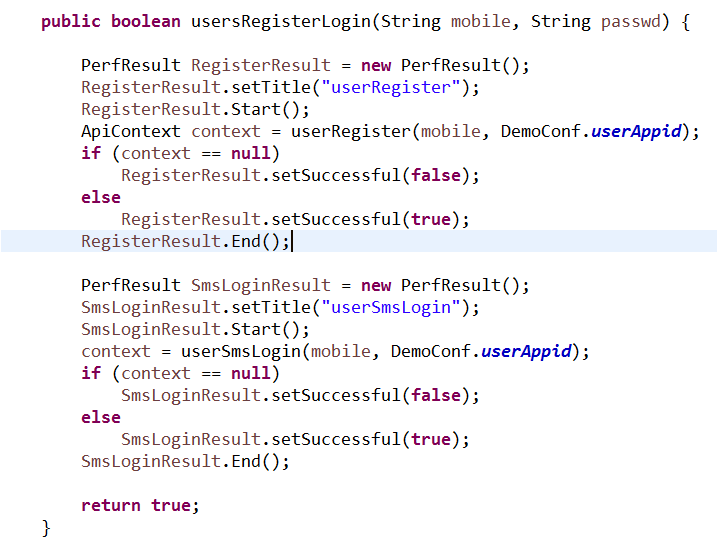 public boolean usersRegisterLogin(String mobile, String passwd) {
PerfResult RegisterResult = new PerfResult();
RegisterResult.setTitle("userRegister");
RegisterResult.Start();
ApiContext context = userRegister(mobile, DemoConf.userAppid);
if (context == null)
RegisterResult.setSuccessful(false);
else
RegisterResult.setSuccessful(true);
RegisterResult.End();
PerfResult SmsLoginResult = new PerfResult();
SmsLoginResult.setTitle("userSmsLogin");
SmsLoginResult.Start();
context = userSmsLogin(mobile, DemoConf.userAppid);
if (context == null)
SmsLoginResult.setSuccessful(false);
else
SmsLoginResult.setSuccessful(true);
SmsLoginResult.End();
return true;
}